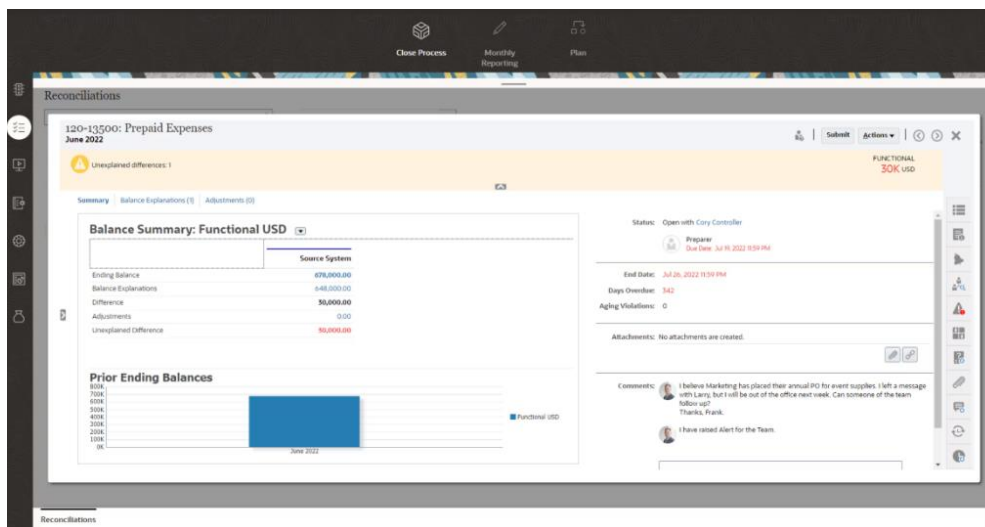 Close Process
Monthly
Reporting
Plan
Reconciliations
120-13500: Prepaid Expenses
June 2022
Submit
Actions
Unexplained differences: 1
FUNCTIONAL
30K USD
Summary
Balance Explanations (1)
Adjustments (0)
Balance Summary: Functional USD
Source System
Ending Balance 678,000.00
Balance Explanations 648,000.00
Difference 30,000.00
Adjustments 0.00
Unexplained Difference 30,000.00
Prior Ending Balances
800K
700K
600K
500K
400K
300K
200K
100K
0K
June 2022
Functional USD
Status: Open with Cory Controller
Preparer
Due Date: Jul 19, 2022 11:59 PM
End Date: Jul 26, 2022 11:59 PM
Days Overdue: 342
Aging Violations: 0
Attachments: No attachments are created.
Comments: I believe Marketing has placed their annual PO for event supplies. I left a message
with Larry, but I will be out of the office next week. Can someone of the team
follow up?
Thanks, Frank.
I have raised Alert for the Team.
Reconciliations